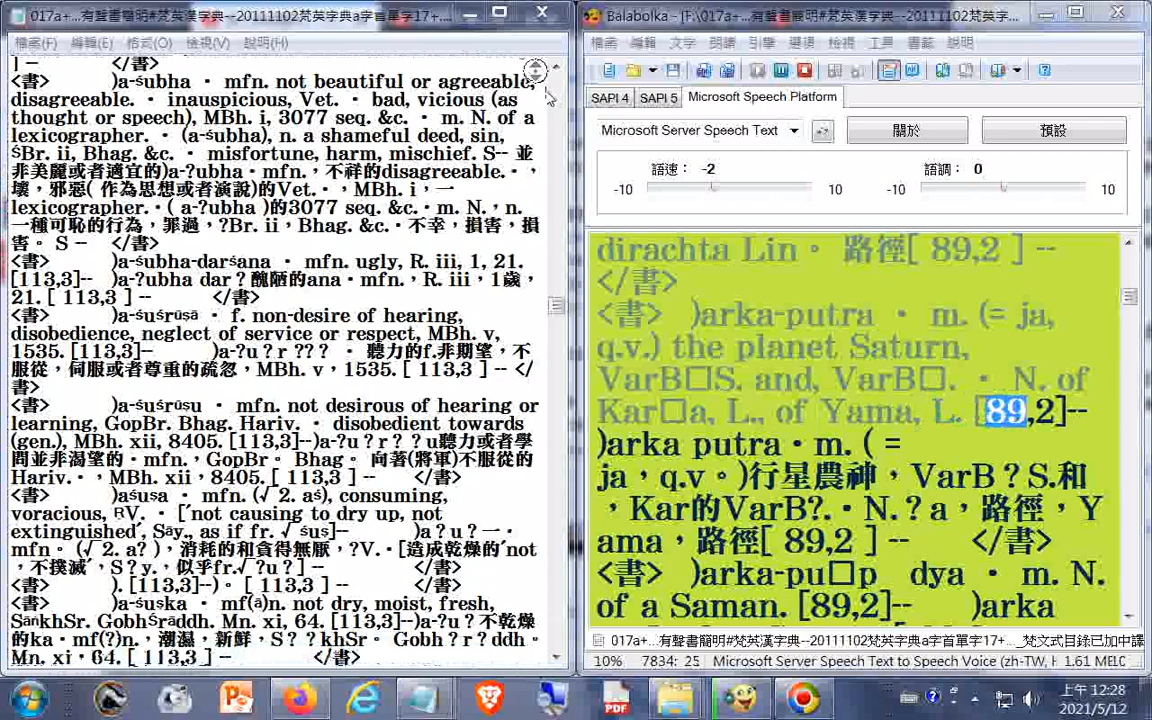 017a+...有聲書簡明#梵英漢字典--20111102梵英字典a字首單字17+...
檔案(F) 編輯(E) 格式(O) 檢視(V) 說明(H)
] -- </書>
<書> )a-śubha · mfn. not beautiful or agreeable,
disagreeable. · inauspicious, Vet. · bad, vicious (as
thought or speech), MBh. i, 3077 seq. &c. · m. N. of a
lexicographer. · (a-śubha), n. a shameful deed, sin,
ŚBr. ii, Bhag. &c. · misfortune, harm, mischief. S-- 並
非美麗或者適宜的)a-?ubha·mfn,不祥的disagreeable.·,
壞,邪惡( 作為思想或者演說)的Vet.·,MBh. i,一
lexicographer.·( a-?ubha )的3077 seq. &c.·m. N.,n.
一種可恥的行為,罪過,?Br. ii,Bhag. &c.·不幸,損害,損
害。 S -- </書>
<書> )a-śubha-darśana · mfn. ugly, R. iii, 1, 21.
[113,3]-- )a-?ubha dar?醜陋的ana·mfn.,R. iii,1歲,
21. [ 113,3 ] -- </書>
<書> )a-śuśrūṣā · f. non-desire of hearing,
disobedience, neglect of service or respect, MBh. v,
1535. [113,3]-- )a-?u?r ??? · 聽力的f.非期望,不
服從,伺服或者尊重的疏忽,MBh. v,1535. [ 113,3 ] -- </
書>
<書> )a-śuśrūṣu · mfn. not desirous of hearing or
learning, GopBr. Bhag. Hariv. · disobedient towards
(gen.), MBh. xii, 8405. [113,3]--)a-?u?r??u聽力或者學
問並非渴望的·mfn.,GopBr。 Bhag. 向著(將軍)不服從的
Hariv.·,MBh. xii,8405. [ 113,3 ] -- </書>
<書> )aśuṣa · mfn. (√ 2. aś), consuming,
voracious, RV. · ['not causing to dry up, not
extinguished', Sāy., as if fr. √ śuṣ]-- )a?u?一·
mfn。(√ 2. a?),消耗的和貪得無厭,?V.·[造成乾燥的'not
,不撲滅',S?y.,似乎fr.√ ?u?] -- </書>
<書> ). [113,3]--)。[ 113,3 ] -- </書>
<書> )a-śuṣka · mf(ā)n. not dry, moist, fresh,
SāṅkhŚr. GobhŚrāddh. Mn. xi, 64. [113,3]--)a-?u?不乾燥
的ka·mf(?)n.,潮濕,新鮮,S??khSr。 Gobh?r?ddh。
Mn. xi·64. [ 113,3 ] -- </書>
Balabolka - [F:\017a+...有聲書簡明#梵英漢字典--20111102梵英字...
檔案 編輯 文字 朗讀 引擎 選項 檢視 工具 書籤 說明
SAPI 4 SAPI 5 Microsoft Speech Platform
Microsoft Server Speech Text 關於 預設
語速: -2 語調: 0
-10 10 -10 10
dirachta Lin。 路徑[ 89,2 ] --
</書>
<書> )arka-putra · m. (= ja,
q.v.) the planet Saturn,
VarB□S. and, VarB□. · N. of
Kar□a, L., of Yama, L. [89,2]--
)arka putra·m. ( =
ja,q.v。)行星農神,VarB?S.和
,Kar的VarB?.·N.?a,路徑,Y
ama,路徑[ 89,2 ] -- </書>
<書> )arka-pu□p dya · m. N.
of a Saman. [89,2]-- )arka
017a+...有聲書簡明#梵英漢字典--20111102梵英字典a字首單字17+..._梵文式目錄已加中譯
10% 7834: 25 Microsoft Server Speech Text to Speech Voice (zh-TW, H 1.61 MELO
PDF
上午 12:28
2021/5/12